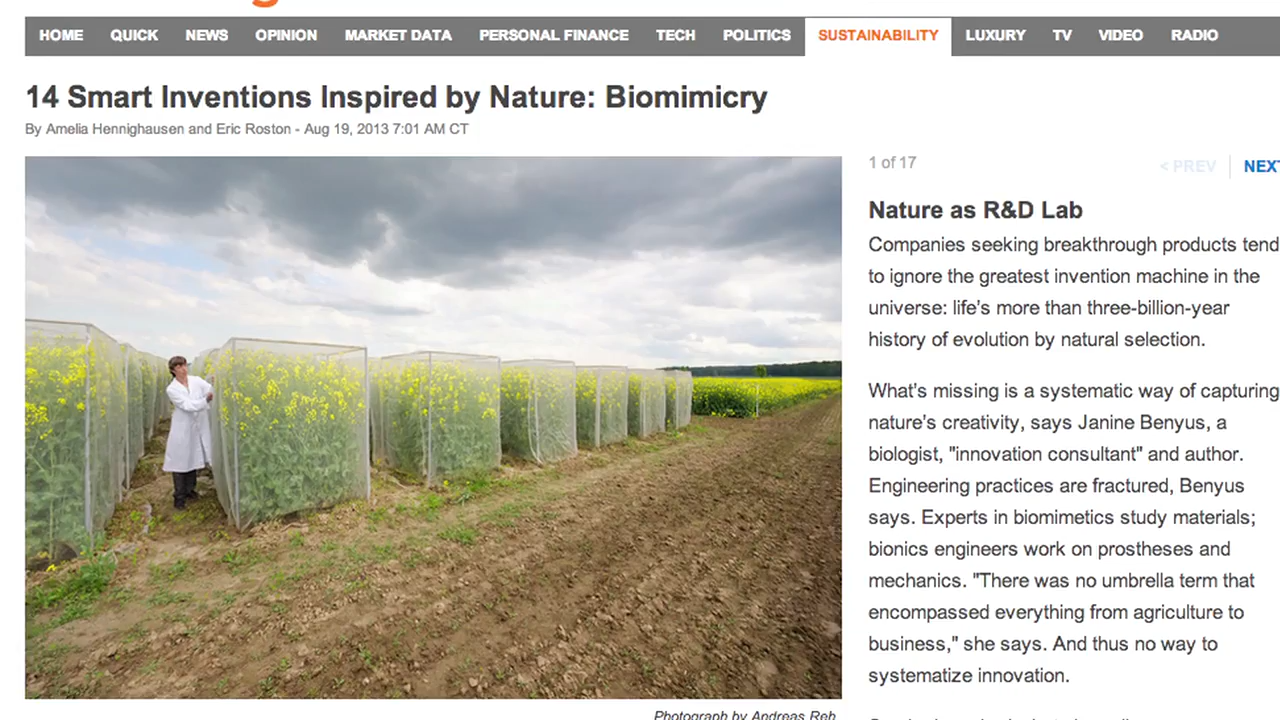 HOME QUICK NEWS OPINION MARKET DATA PERSONAL FINANCE TECH POLITICS SUSTAINABILITY LUXURY TV VIDEO RADIO
14 Smart Inventions Inspired by Nature: Biomimicry
By Amelia Hennighausen and Eric Roston - Aug 19, 2013 7:01 AM CT
1 of 17 < PREV NEXT
Nature as R&D Lab
Companies seeking breakthrough products tend
to ignore the greatest invention machine in the
universe: life's more than three-billion-year
history of evolution by natural selection.
What's missing is a systematic way of capturing
nature's creativity, says Janine Benyus, a
biologist, "innovation consultant" and author.
Engineering practices are fractured, Benyus
says. Experts in biomimetics study materials;
bionics engineers work on prostheses and
mechanics. "There was no umbrella term that
encompassed everything from agriculture to
business," she says. And thus no way to
systematize innovation.
Photograph by Andreas Reh